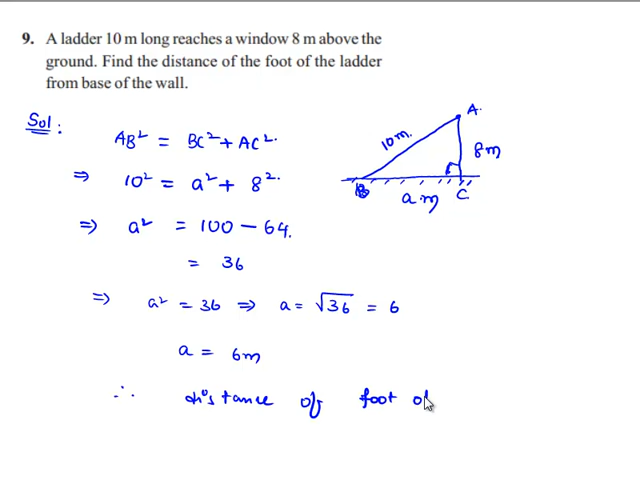 9. A ladder 10 m long reaches a window 8 m above the
ground. Find the distance of the foot of the ladder
from base of the wall.
Sol :
AB² = BC² + AC².
⇒ 10² = a² + 8².
⇒ a² = 100 - 64.
= 36
⇒ a² = 36 ⇒ a = √36 = 6
a = 6m
∴ distance of foot of
A.
10 m.
8 m
B
a m
C